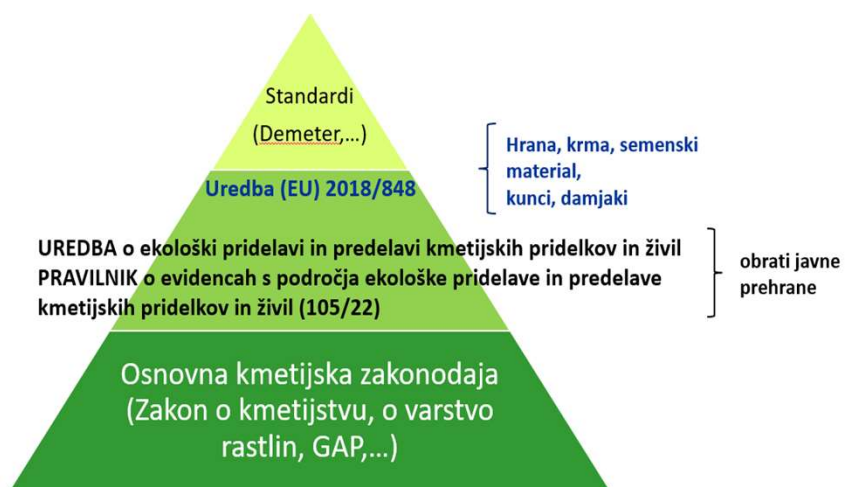 Standardi
(Demeter,...)
Uredba (EU) 2018/848
Hrana, krma, semenski
material,
kunci, damjaki
UREDBA o ekološki pridelavi in predelavi kmetijskih pridelkov in živil
PRAVILNIK o evidencah s področja ekološke pridelave in predelave
kmetijskih pridelkov in živil (105/22)
obrati javne
prehrane
Osnovna kmetijska zakonodaja
(Zakon o kmetijstvu, o varstvo
rastlin, GAP,...)